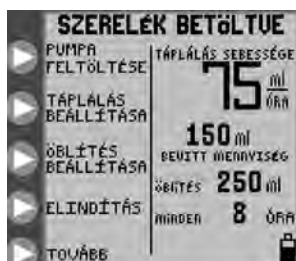 SZERELÉK BETÖLTVE
PUMPA
FELTÖLTÉSE
TÁPLÁLÁS
BEÁLLÍTÁSA
ÖBLÍTÉS
BEÁLLÍTÁSA
ELINDÍTÁS
TOVÁBB
TÁPLÁLÁS SEBESSÉGE
75 ml
ÓRA
150 ml
BEVITT MENNYISÉG
ÖBLITÉS 250 ml
MINDEN 8 ÓRA